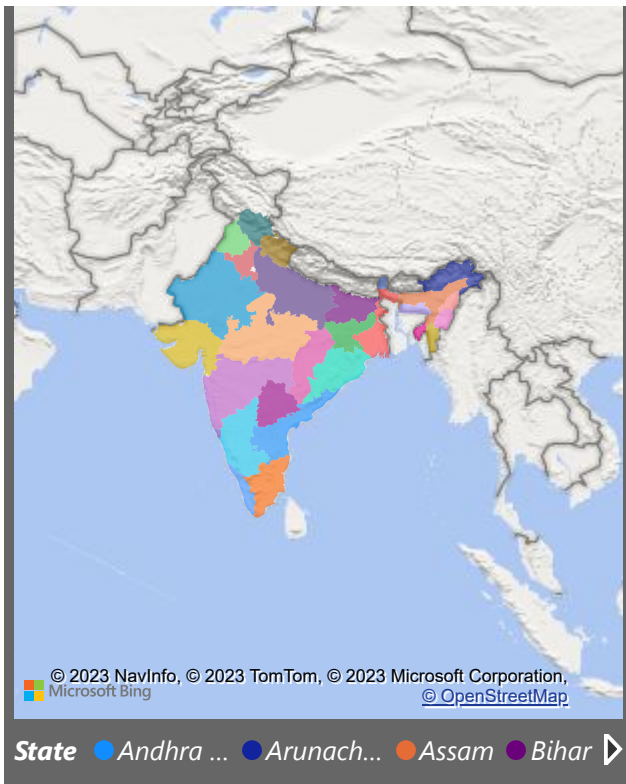 © 2023 NavInfo, © 2023 TomTom, © 2023 Microsoft Corporation,
Microsoft Bing
© OpenStreetMap
State Andhra ... Arunach... Assam Bihar